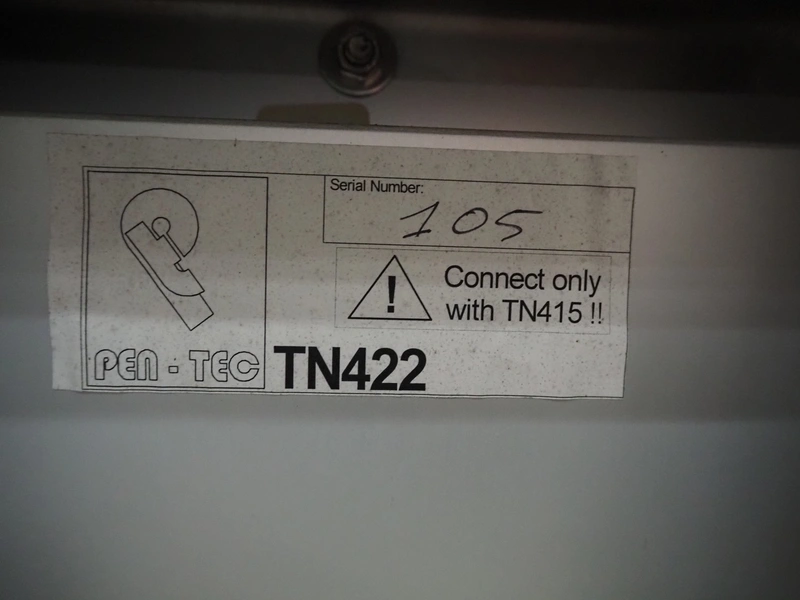 Serial Number:
105
!
Connect only
with TN415 !!
PEN - TEC
TN422